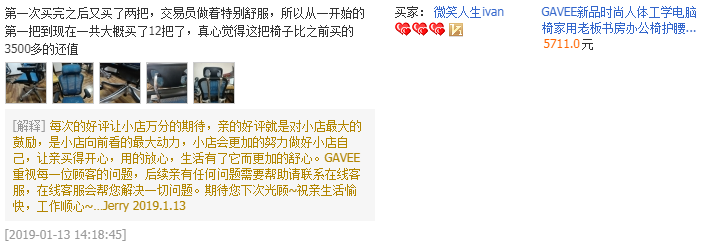 第一次买完之后又买了两把，交易员做着特别舒服，所以从一开始的
第一把到现在一共大概买了12把了，真心觉得这把椅子比之前买的
3500多的还值
[解释] 每次的好评让小店万分的期待，亲的好评就是对小店最大的
鼓励，是小店向前看的最大动力，小店会更加的努力做好小店自
己，让亲买得开心，用的放心，生活有了它而更加的舒心。GAVEE
重视每一位顾客的问题，后续亲有任何问题需要帮助请联系在线客
服，在线客服会帮您解决一切问题。期待您下次光顾~祝亲生活愉
快，工作顺心~...Jerry 2019.1.13
[2019-01-13 14:18:45]
买家：微笑人生ivan
GAVEE新品时尚人体工学电脑
椅家用老板书房办公椅护腰...
5711.0元